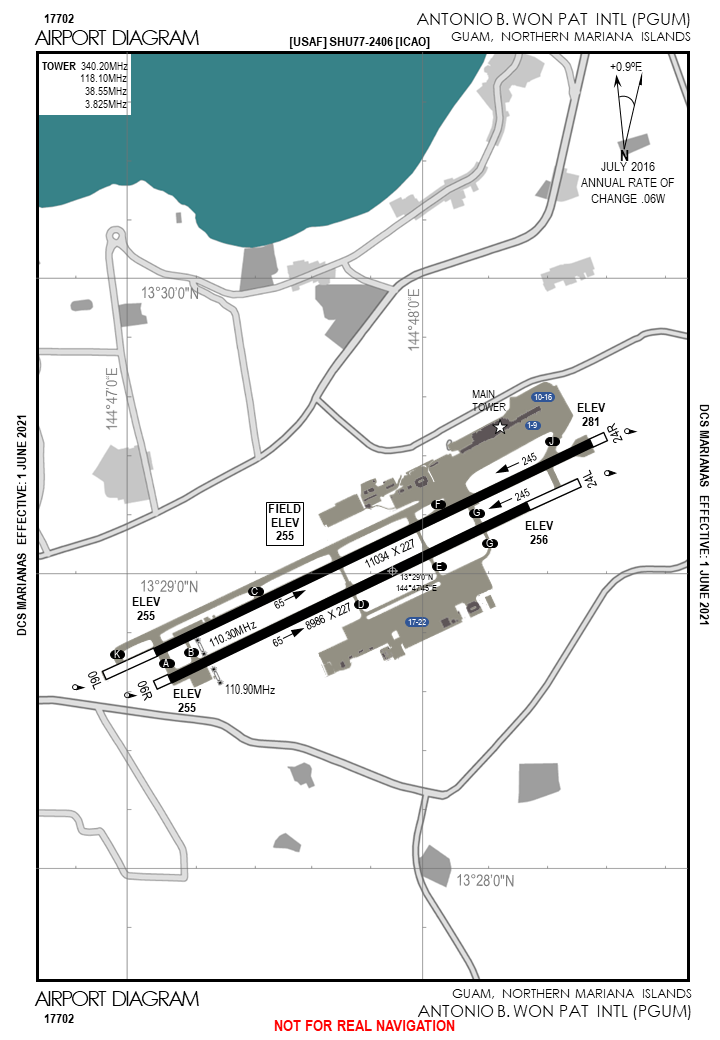 17702
AIRPORT DIAGRAM
[USAF] SHU77-2406 [ICAO]
ANTONIO B. WON PAT INTL (PGUM)
GUAM, NORTHERN MARIANA ISLANDS
TOWER 340.20MHz
118.10MHz
38.55MHz
3.825MHz
+0.9ºE
N
JULY 2016
ANNUAL RATE OF
CHANGE .06W
13°30'0"N
144°48'0"E
144°47'0"E
MAIN
TOWER
10-16
1-9
ELEV
281
J
24R
245
24L
245
FIELD
ELEV
255
F
G
ELEV
256
G
11034 X 227
13°29'0"N
13°29'0"N
144°47'45"E
E
C
65
D
8986 X 227
65
17-22
ELEV
255
110.30MHz
K
A
B
06L
06R
ELEV
255
110.90MHz
13°28'0"N
DCS MARIANAS EFFECTIVE: 1 JUNE 2021
DCS MARIANAS EFFECTIVE: 1 JUNE 2021
AIRPORT DIAGRAM
17702
GUAM, NORTHERN MARIANA ISLANDS
ANTONIO B. WON PAT INTL (PGUM)
NOT FOR REAL NAVIGATION